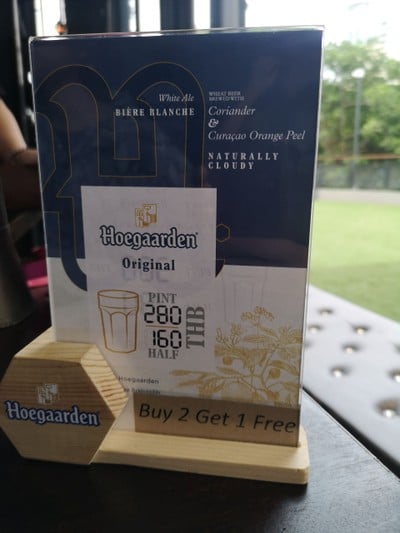 White Ale
BIÈRE BLANCHE
WHEAT BEER
BREWED WITH
Coriander
&
Curaçao Orange Peel
NATURALLY
CLOUDY
Hoegaarden
Original
PINT
280
160
HALF
THB
Hoegaarden
Buy 2 Get 1 Free
Hoegaarden